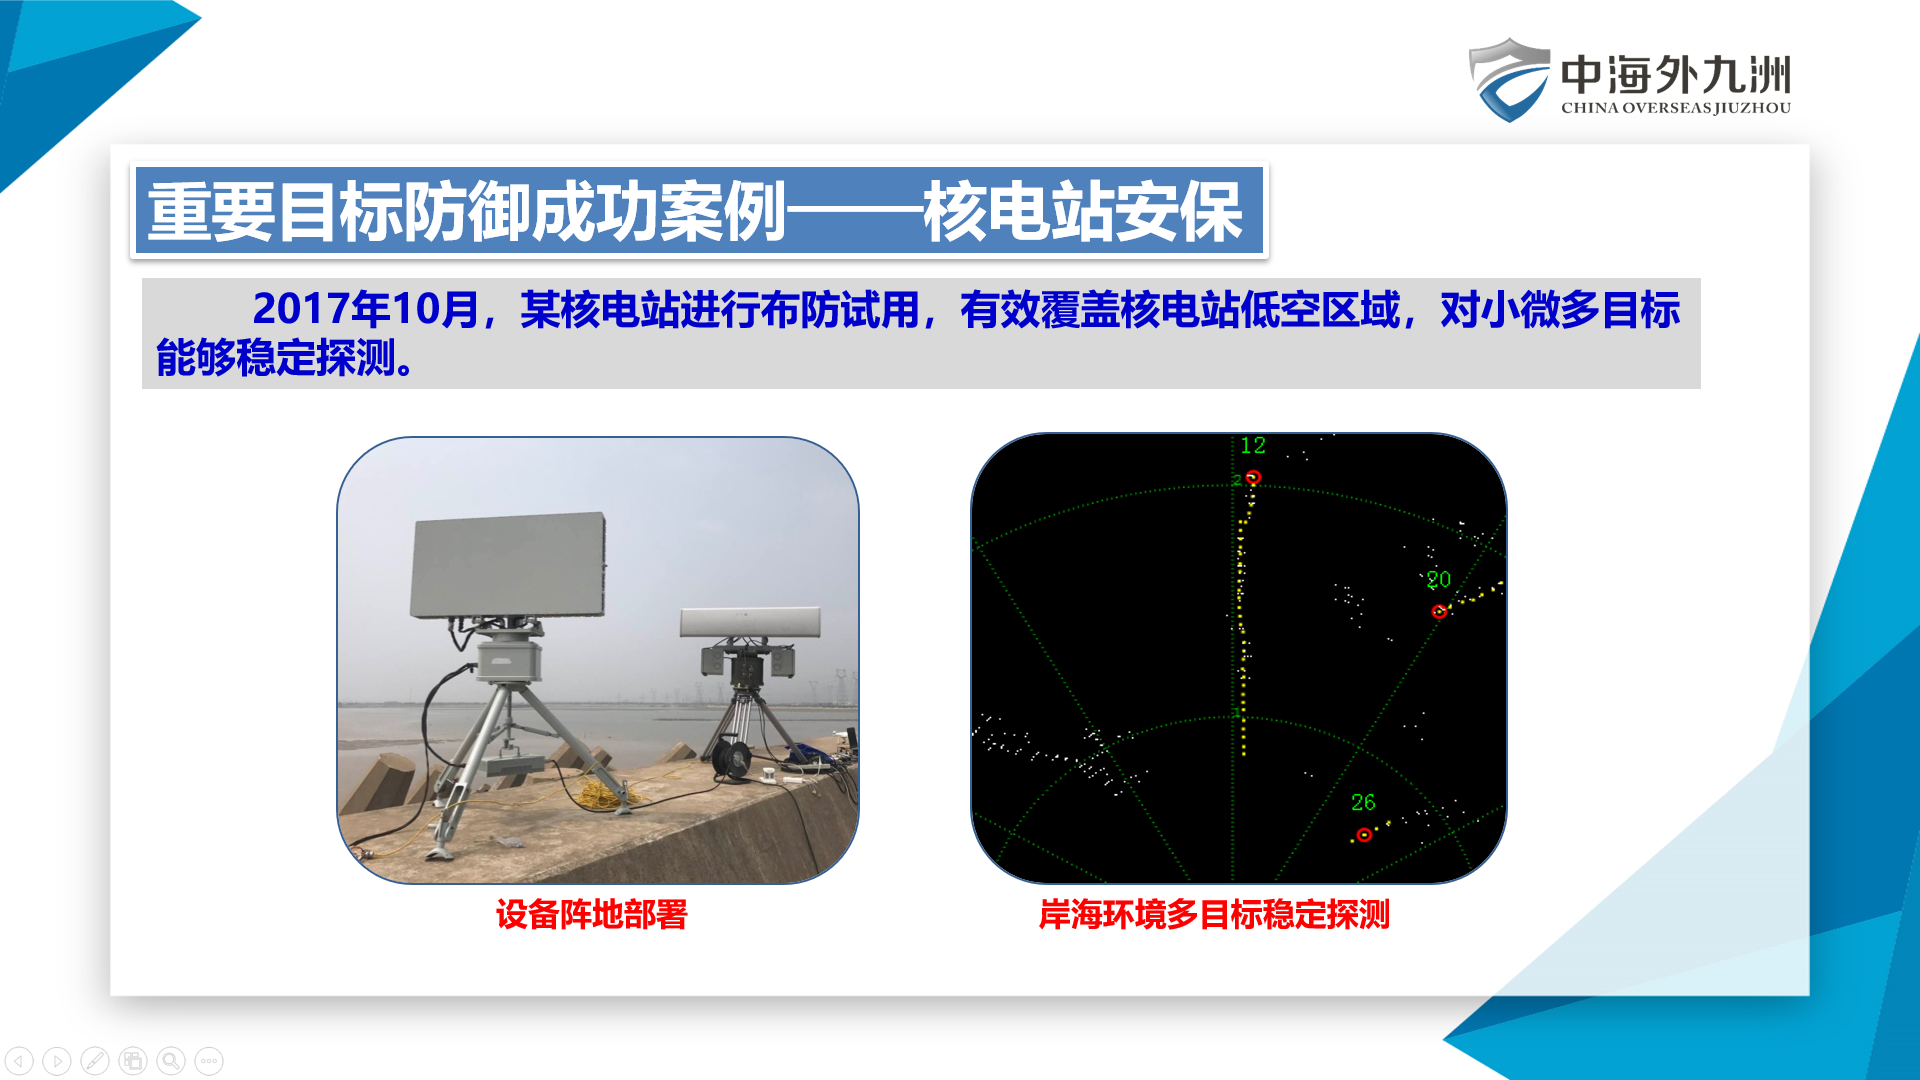 中海外九洲
CHINA OVERSEAS JIUZHOU
重要目标防御成功案例——核电站安保
2017年10月，某核电站进行布防试用，有效覆盖核电站低空区域，对小微多目标
能够稳定探测。
12
2
20
1
26
设备阵地部署
岸海环境多目标稳定探测